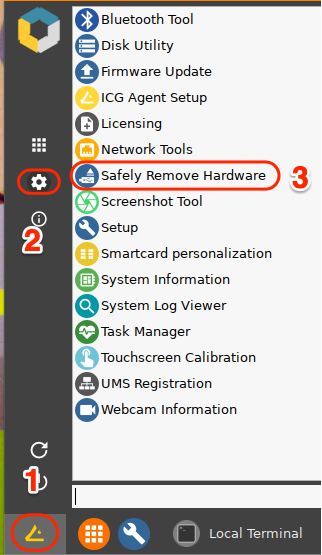 Bluetooth Tool
Disk Utility
Firmware Update
ICG Agent Setup
Licensing
Network Tools
Safely Remove Hardware
3
Screenshot Tool
Setup
2
Smartcard personalization
System Information
System Log Viewer
Task Manager
Touchscreen Calibration
UMS Registration
Webcam Information
1
Local Terminal